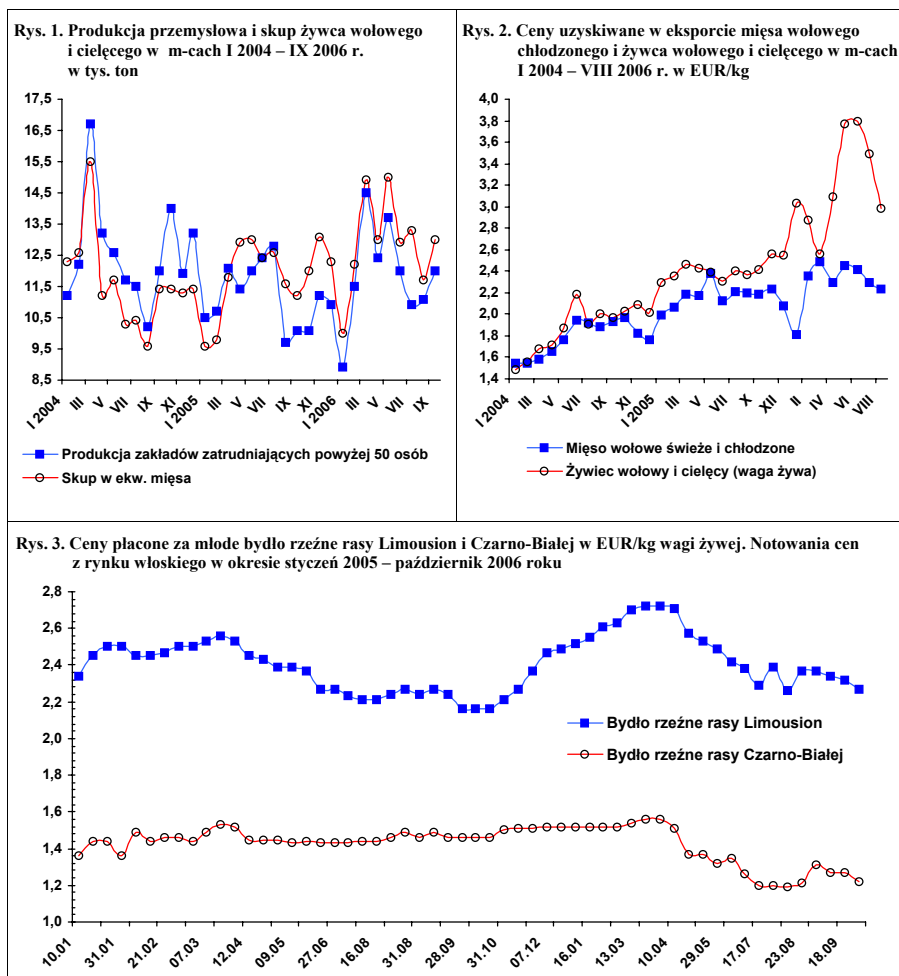 Rys. 1. Produkcja przemysłowa i skup żywca wołowego
i cielęcego w m-cach I 2004 – IX 2006 r.
w tys. ton
17,5
16,5
15,5
14,5
13,5
12,5
11,5
10,5
9,5
8,5
I 2004
III
V
VII
IX
XI
I 2005
III
V
VII
IX
XI
I 2006
III
V
VII
IX
Produkcja zakładów zatrudniających powyżej 50 osób
Skup w ekw. mięsa
Rys. 2. Ceny uzyskiwane w eksporcie mięsa wołowego
chłodzonego i żywca wołowego i cielęcego w m-cach
I 2004 – VIII 2006 r. w EUR/kg
4,0
3,8
3,6
3,4
3,2
3,0
2,8
2,6
2,4
2,2
2,0
1,8
1,6
1,4
I 2004
III
V
VII
IX
XI
I 2005
III
V
VII
IX
X
XII
II
IV
VI
VIII
Mięso wołowe świeże i chłodzone
Żywiec wołowy i cielęcy (waga żywa)
Rys. 3. Ceny płacone za młode bydło rzeźne rasy Limousion i Czarno-Białej w EUR/kg wagi żywej. Notowania cen
z rynku włoskiego w okresie styczeń 2005 – październik 2006 roku
2,8
2,6
2,4
2,2
2,0
1,8
1,6
1,4
1,2
1,0
10.01
31.01
21.02
07.03
12.04
09.05
27.06
16.08
31.08
28.09
31.10
07.12
16.01
13.03
10.04
29.05
17.07
23.08
18.09
Bydło rzeźne rasy Limousion
Bydło rzeźne rasy Czarno-Białej